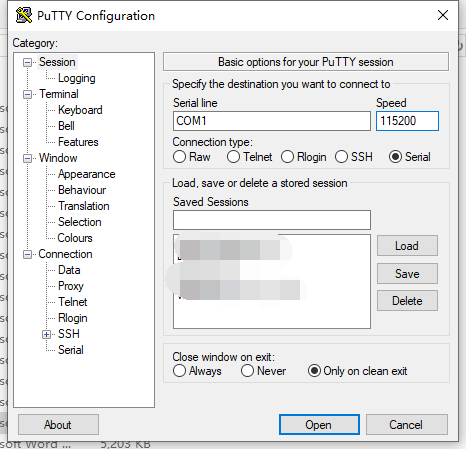 PuTTY Configuration
Category:
Session
Logging
Terminal
Keyboard
Bell
Features
Window
Appearance
Behaviour
Translation
Selection
Colours
Connection
Data
Proxy
Telnet
Rlogin
SSH
Serial
Basic options for your PuTTY session
Specify the destination you want to connect to
Serial line Speed
COM1 115200
Connection type:
Raw Telnet Rlogin SSH Serial
Load, save or delete a stored session
Saved Sessions
Load
Save
Delete
Close window on exit:
Always Never Only on clean exit
About Open Cancel
soft Word ... 5,203 KB